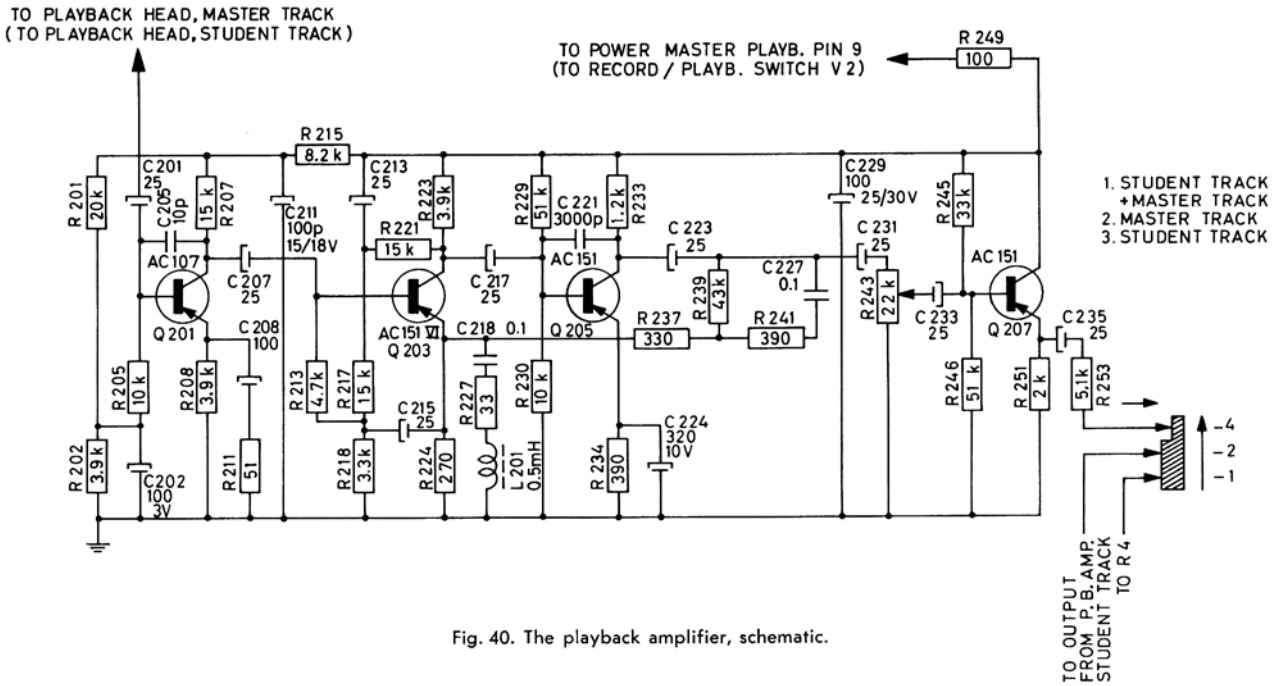 TO PLAYBACK HEAD, MASTER TRACK
(TO PLAYBACK HEAD, STUDENT TRACK)
TO POWER MASTER PLAYB. PIN 9
(TO RECORD / PLAYB. SWITCH V 2)
R 249
100
R 201
20 k
C 201
25
C 205
10p
R 207
15 k
R 215
8.2 k
C 211
100p
15/18V
C 213
25
R 221
15 k
R 223
3.9k
R 229
51 k
C 221
3000p
R 233
1.2 k
C 229
100
25/30V
R 245
33 k
1. STUDENT TRACK
+MASTER TRACK
2. MASTER TRACK
3. STUDENT TRACK
AC 107
Q 201
C 207
25
C 208
100
AC151 VI
Q 203
C 217
25
AC 151
Q 205
C 223
25
R 239
43k
C 227
0.1
C 231
25
R 243
22 k
C 233
25
AC 151
Q 207
C 235
25
C 218 0.1
R 237
330
R 241
390
R 205
10 k
R 208
3.9k
R 213
4.7k
R 217
15 k
C 215
25
R 227
33
R 230
10 k
C 224
320
10V
R 246
51 k
R 251
2 k
R 253
5.1k
R 202
3.9k
C 202
100
3V
R 211
51
R 218
3.3k
R 224
270
L 201
0.5mH
R 234
390
- 4
- 2
- 1
TO OUTPUT
FROM P. B. AMP.
STUDENT TRACK
TO R 4
Fig. 40. The playback amplifier, schematic.